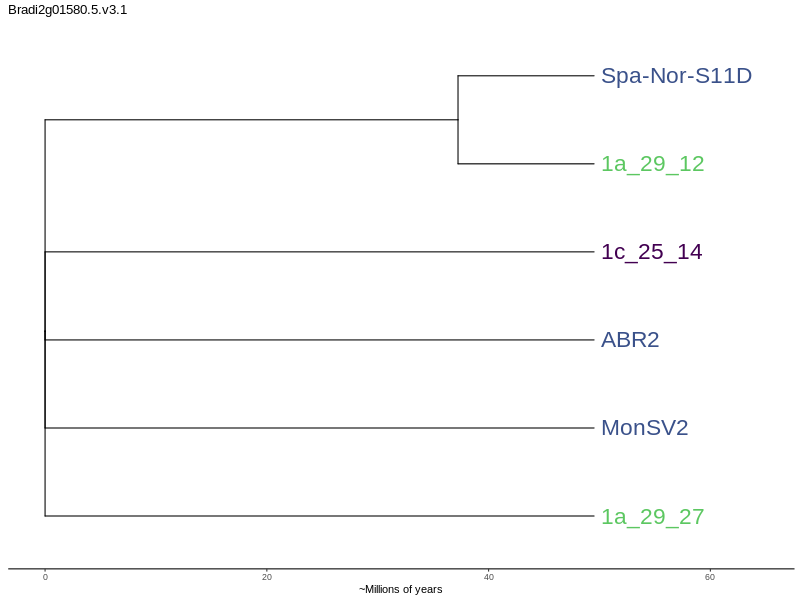 Bradi2g01580.5.v3.1
Spa-Nor-S11D
1a_29_12
1c_25_14
ABR2
MonSV2
1a_29_27
0 20 40 60
~Millions of years